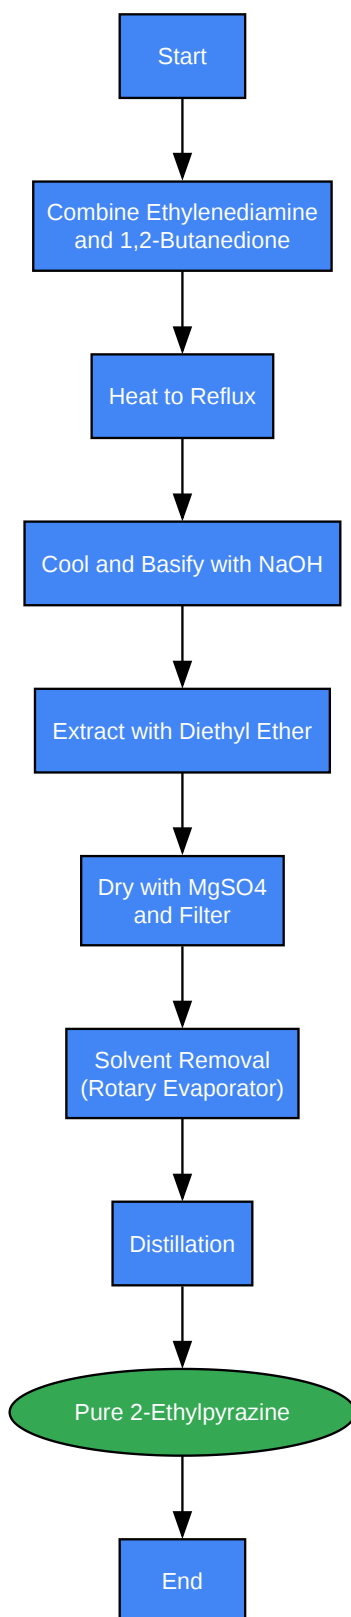 Start
Combine Ethylenediamine
and 1,2-Butanedione
Heat to Reflux
Cool and Basify with NaOH
Extract with Diethyl Ether
Dry with MgSO4
and Filter
Solvent Removal
(Rotary Evaporator)
Distillation
Pure 2-Ethylpyrazine
End